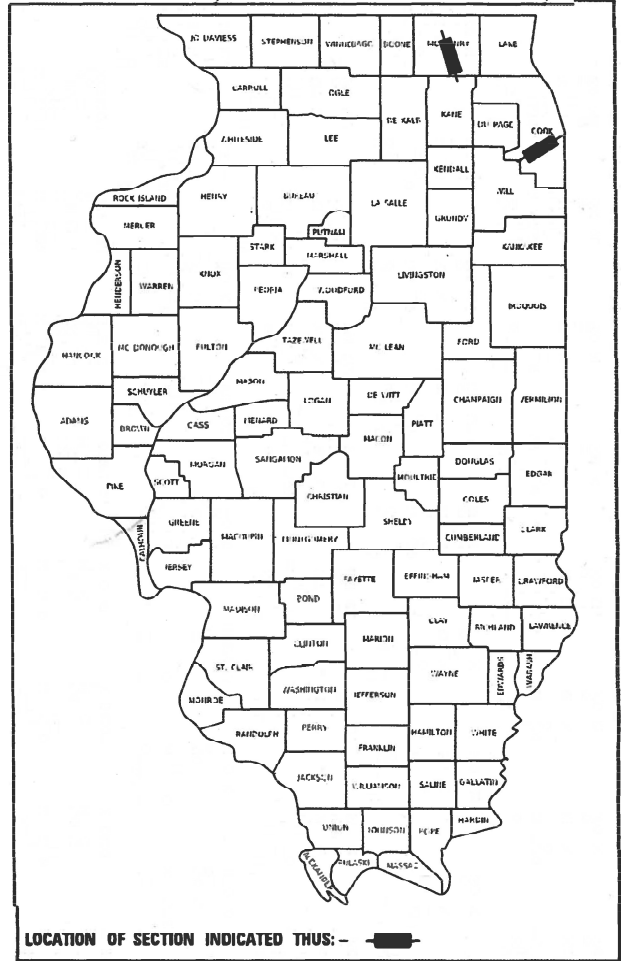 JO DAVIESS STEPHENSON WINNEBAGO BOONE LAKE
CARROLL OGLE
DE KALB KANE DU PAGE COOK
WHITESIDE LEE
KENDALL
ROCK ISLAND HENRY BUREAU LA SALLE WILL
MERCER PUTNAM GRUNDY
STARK MARSHALL KANKAKEE
HENDERSON WARREN KNOX PEORIA WOODFORD LIVINGSTON
IROQUOIS
HANCOCK MC DONOUGH FULTON TAZEWELL MC LEAN FORD
SCHUYLER MASON LOGAN DE WITT CHAMPAIGN VERMILION
ADAMS BROWN CASS MENARD MACON PIATT
PIKE SCOTT MORGAN SANGAMON MOULTRIE DOUGLAS EDGAR
CHRISTIAN COLES
CALHOUN GREENE MACOUPIN MONTGOMERY SHELBY CUMBERLAND CLARK
JERSEY FAYETTE EFFINGHAM JASPER CRAWFORD
MADISON BOND
CLINTON MARION CLAY RICHLAND LAWRENCE
ST. CLAIR WAYNE EDWARDS WABASH
MONROE WASHINGTON JEFFERSON
RANDOLPH PERRY HAMILTON WHITE
FRANKLIN
JACKSON WILLIAMSON SALINE GALLATIN
UNION JOHNSON POPE HARDIN
ALEXANDER PULASKI MASSAC
LOCATION OF SECTION INDICATED THUS:-